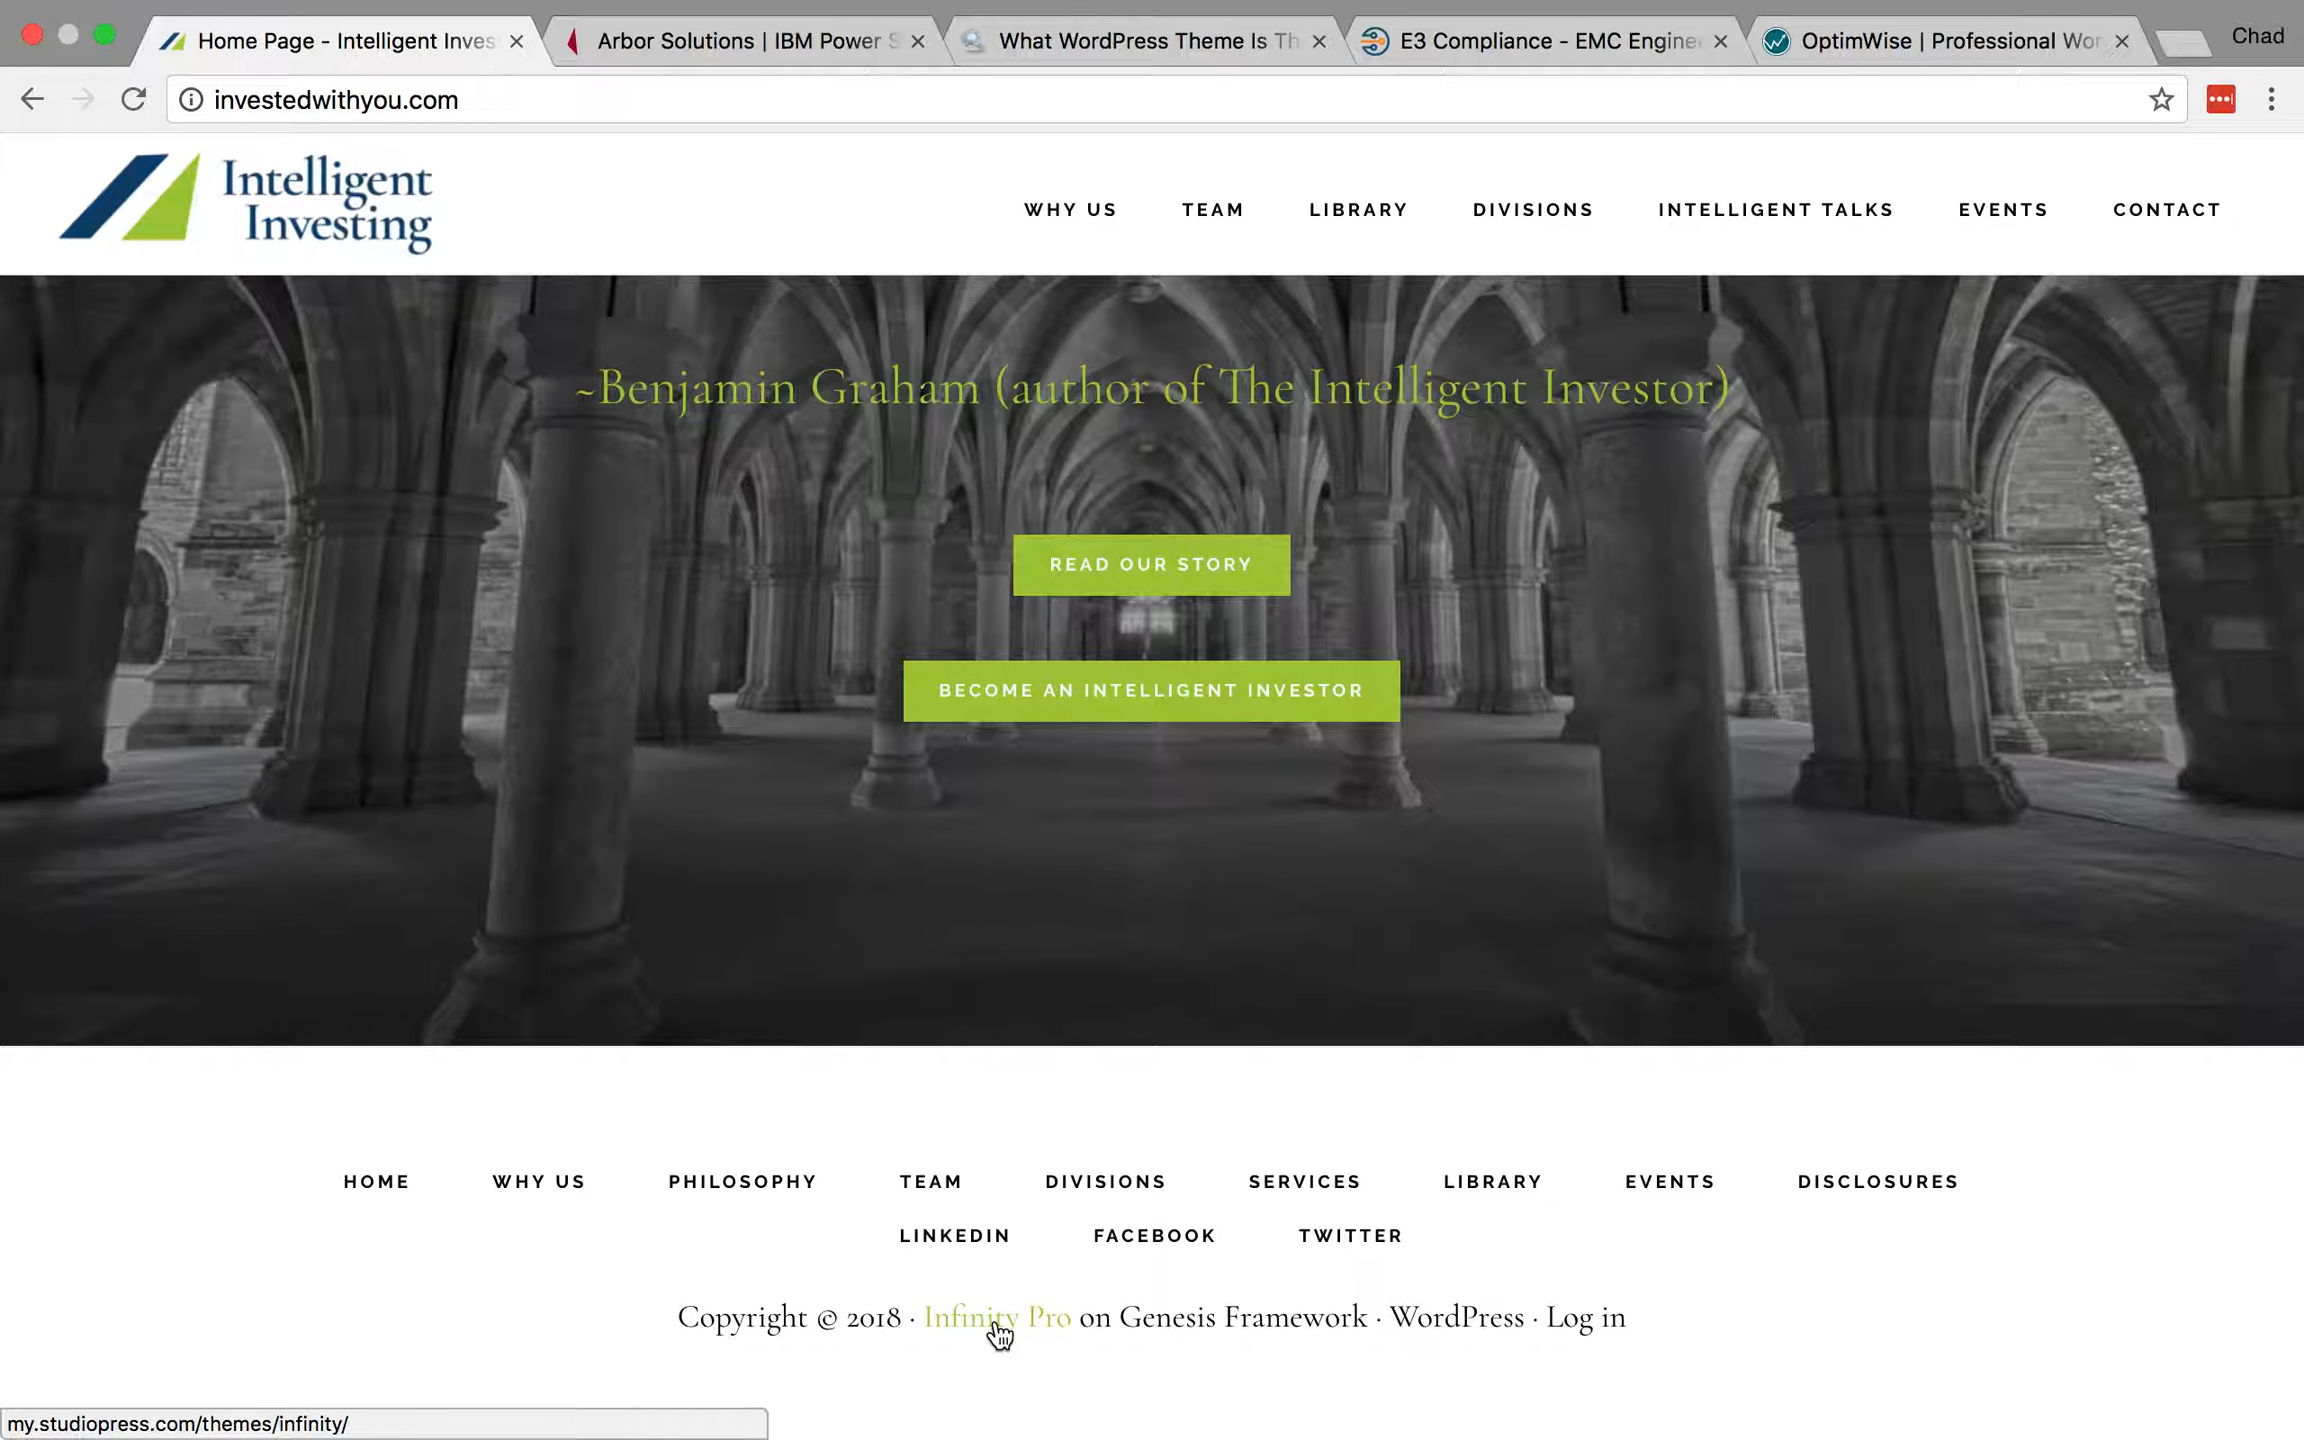 Home Page - Intelligent Inves
Arbor Solutions | IBM Power S
What WordPress Theme Is Th
E3 Compliance - EMC Engine
OptimWise | Professional Wor
Chad
investedwithyou.com
Intelligent
Investing
WHY US TEAM LIBRARY DIVISIONS INTELLIGENT TALKS EVENTS CONTACT
~Benjamin Graham (author of The Intelligent Investor)
READ OUR STORY
BECOME AN INTELLIGENT INVESTOR
HOME WHY US PHILOSOPHY TEAM DIVISIONS SERVICES LIBRARY EVENTS DISCLOSURES
LINKEDIN FACEBOOK TWITTER
Copyright © 2018 · Infinity Pro on Genesis Framework · WordPress · Log in
my.studiopress.com/themes/infinity/